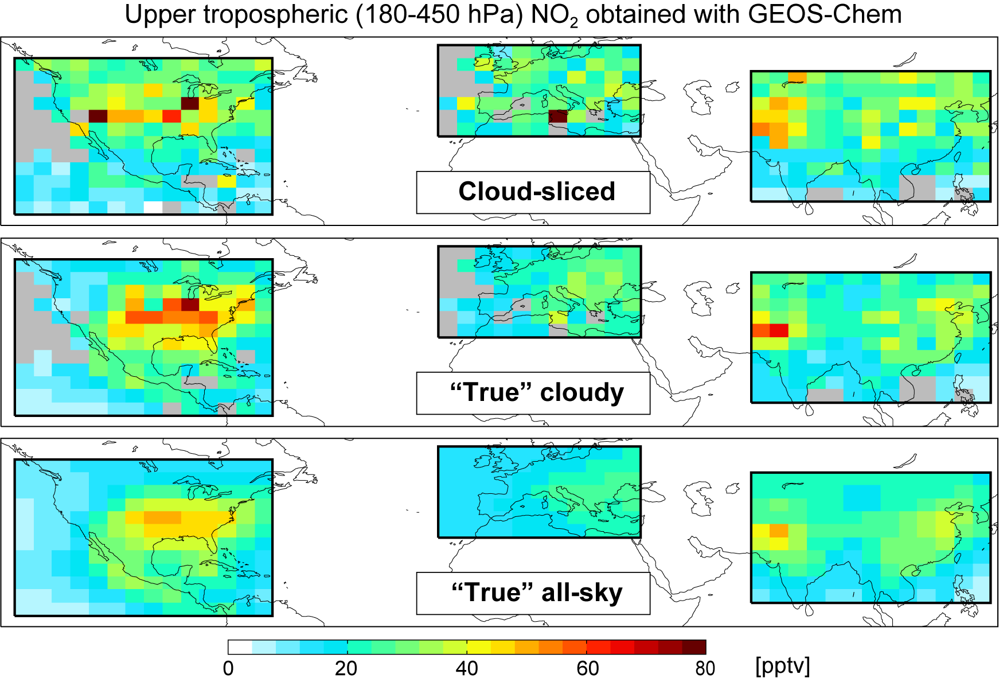 Upper tropospheric (180-450 hPa) NO₂ obtained with GEOS-Chem
Cloud-sliced
“True” cloudy
“True” all-sky
0 20 40 60 80 [pptv]